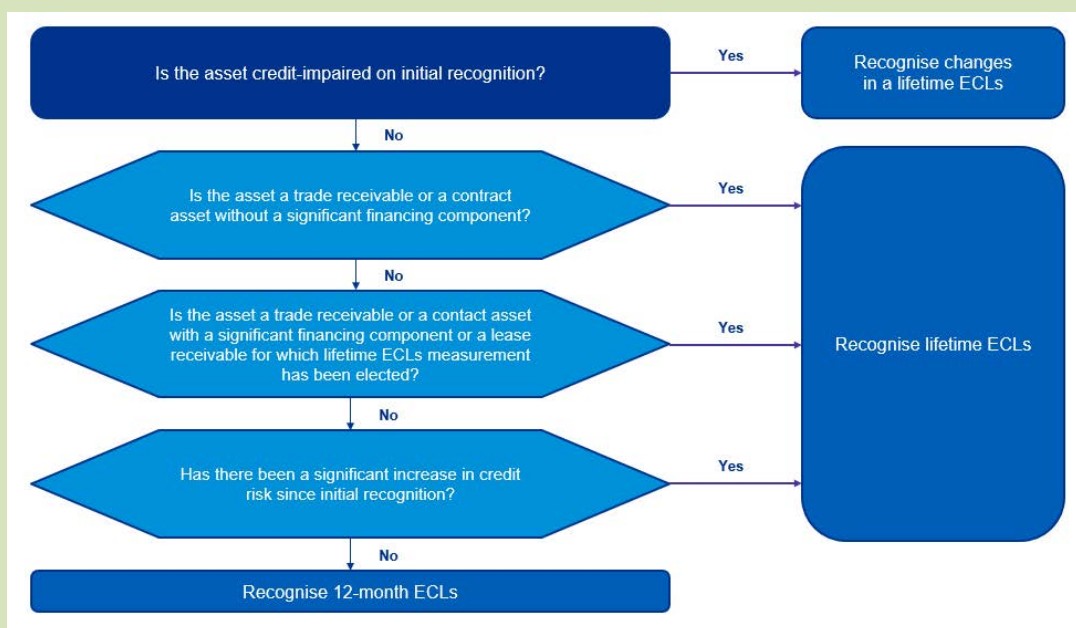 Is the asset credit-impaired on initial recognition?
Yes
Recognise changes
in a lifetime ECLs
No
Is the asset a trade receivable or a contract
asset without a significant financing component?
Yes
No
Is the asset a trade receivable or a contact asset
with a significant financing component or a lease
receivable for which lifetime ECLs measurement
has been elected?
Yes
Recognise lifetime ECLs
No
Has there been a significant increase in credit
risk since initial recognition?
Yes
No
Recognise 12-month ECLs